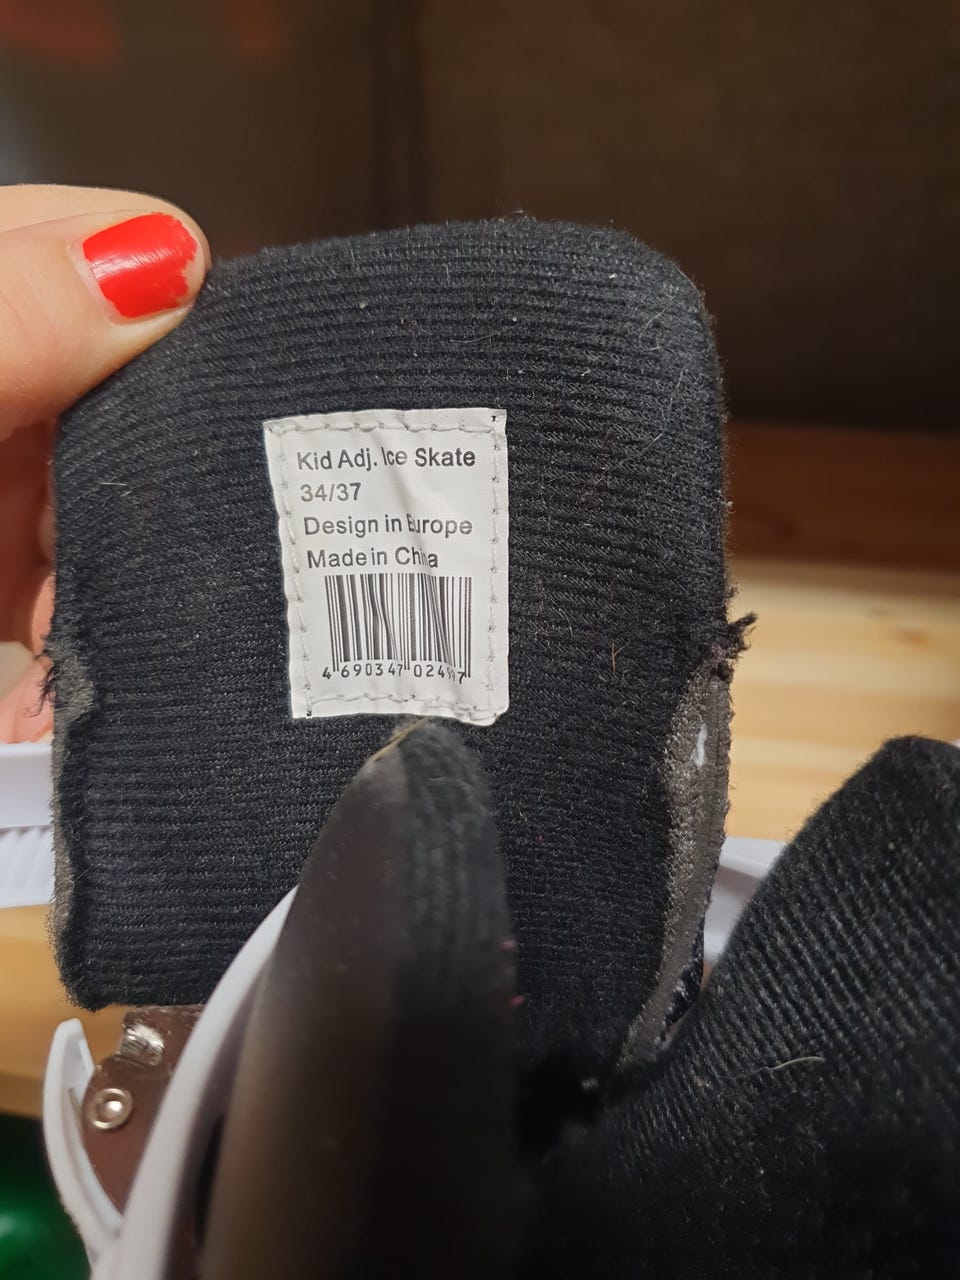 Kid Adj. Ice Skate
34/37
Design in Europe
Made in China